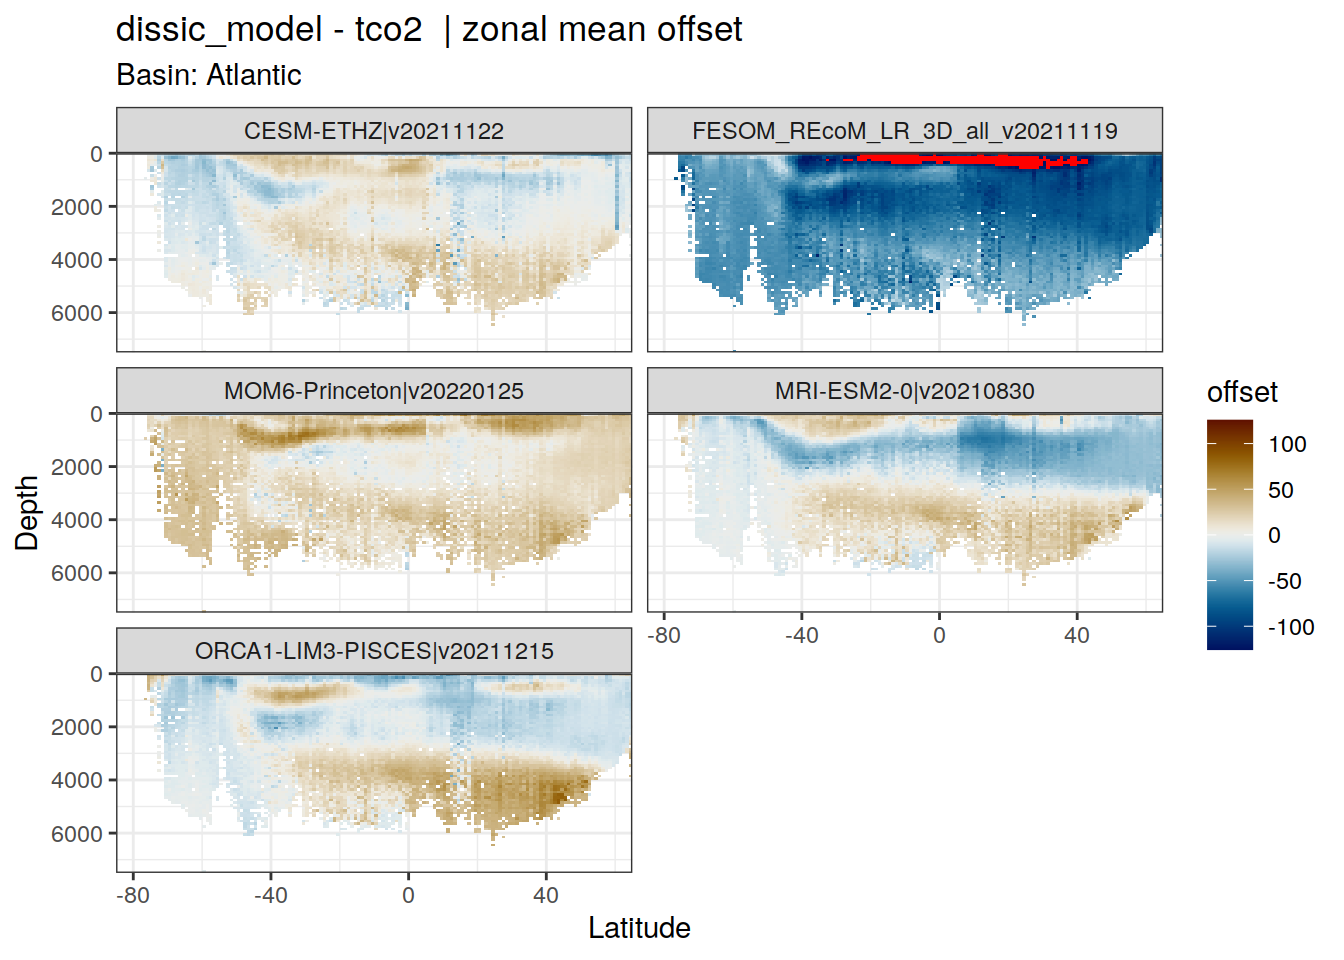 dissic_model - tco2 | zonal mean offset
Basin: Atlantic
CESM-ETHZ|v20211122
FESOM_REcoM_LR_3D_all_v20211119
0
2000
4000
6000
MOM6-Princeton|v20220125
MRI-ESM2-0|v20210830
0
2000
4000
6000
-80
-40
0
40
ORCA1-LIM3-PISCES|v20211215
0
2000
4000
6000
-80
-40
0
40
Depth
Latitude
offset
100
50
0
-50
-100